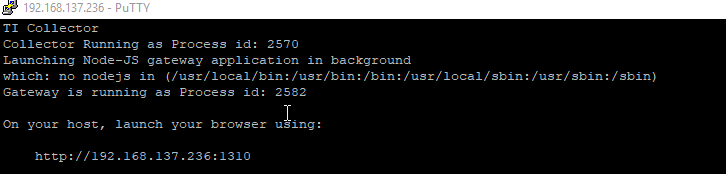 192.168.137.236 - PuTTY
TI Collector
Collector Running as Process id: 2570
Launching Node-JS gateway application in background
which: no nodejs in (/usr/local/bin:/usr/bin:/bin:/usr/local/sbin:/usr/sbin:/sbin)
Gateway is running as Process id: 2582
On your host, launch your browser using:
http://192.168.137.236:1310